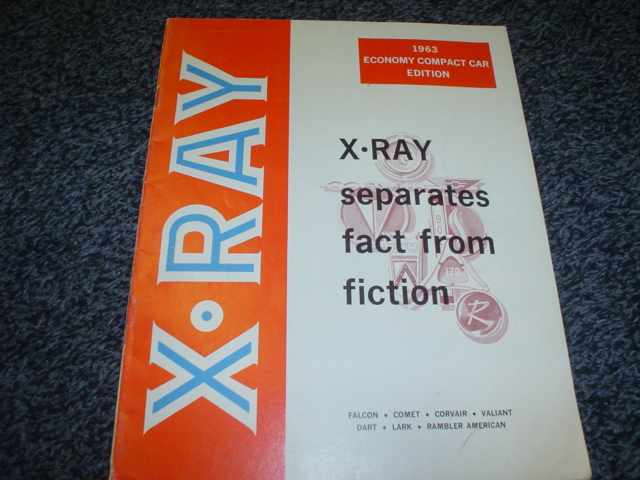 X•RAY
1963
ECONOMY COMPACT CAR
EDITION
X•RAY
separates
fact from
fiction
R
FALCON • COMET • CORVAIR • VALIANT
DART • LARK • RAMBLER AMERICAN